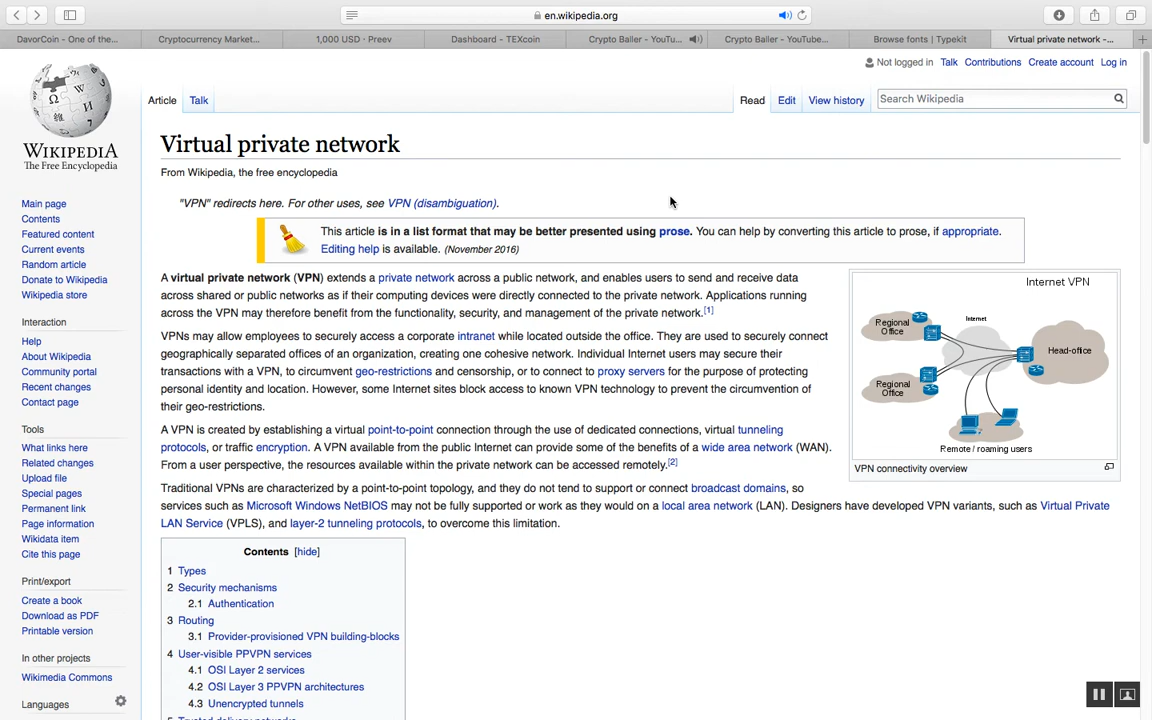 en.wikipedia.org
DavorCoin - One of the...
Cryptocurrency Market...
1,000 USD - Preev
Dashboard – TEXcoin
Crypto Baller - YouTu...
Crypto Baller - YouTube...
Browse fonts | Typekit
Virtual private network -...
Not logged in Talk Contributions Create account Log in
Article Talk
Read Edit View history
Search Wikipedia
WIKIPEDIA
The Free Encyclopedia
Main page
Contents
Featured content
Current events
Random article
Donate to Wikipedia
Wikipedia store
Interaction
Help
About Wikipedia
Community portal
Recent changes
Contact page
Tools
What links here
Related changes
Upload file
Special pages
Permanent link
Page information
Wikidata item
Cite this page
Print/export
Create a book
Download as PDF
Printable version
In other projects
Wikimedia Commons
Languages
Virtual private network
From Wikipedia, the free encyclopedia
"VPN" redirects here. For other uses, see VPN (disambiguation).
This article is in a list format that may be better presented using prose. You can help by converting this article to prose, if appropriate.
Editing help is available. (November 2016)
A virtual private network (VPN) extends a private network across a public network, and enables users to send and receive data
across shared or public networks as if their computing devices were directly connected to the private network. Applications running
across the VPN may therefore benefit from the functionality, security, and management of the private network.[1]
VPNs may allow employees to securely access a corporate intranet while located outside the office. They are used to securely connect
geographically separated offices of an organization, creating one cohesive network. Individual Internet users may secure their
transactions with a VPN, to circumvent geo-restrictions and censorship, or to connect to proxy servers for the purpose of protecting
personal identity and location. However, some Internet sites block access to known VPN technology to prevent the circumvention of
their geo-restrictions.
A VPN is created by establishing a virtual point-to-point connection through the use of dedicated connections, virtual tunneling
protocols, or traffic encryption. A VPN available from the public Internet can provide some of the benefits of a wide area network (WAN).
From a user perspective, the resources available within the private network can be accessed remotely.[2]
Traditional VPNs are characterized by a point-to-point topology, and they do not tend to support or connect broadcast domains, so
services such as Microsoft Windows NetBIOS may not be fully supported or work as they would on a local area network (LAN). Designers have developed VPN variants, such as Virtual Private
LAN Service (VPLS), and layer-2 tunneling protocols, to overcome this limitation.
Internet VPN
Internet
Regional
Office
Head-office
Regional
Office
Remote / roaming users
VPN connectivity overview
Contents [hide]
1 Types
2 Security mechanisms
2.1 Authentication
3 Routing
3.1 Provider-provisioned VPN building-blocks
4 User-visible PPVPN services
4.1 OSI Layer 2 services
4.2 OSI Layer 3 PPVPN architectures
4.3 Unencrypted tunnels